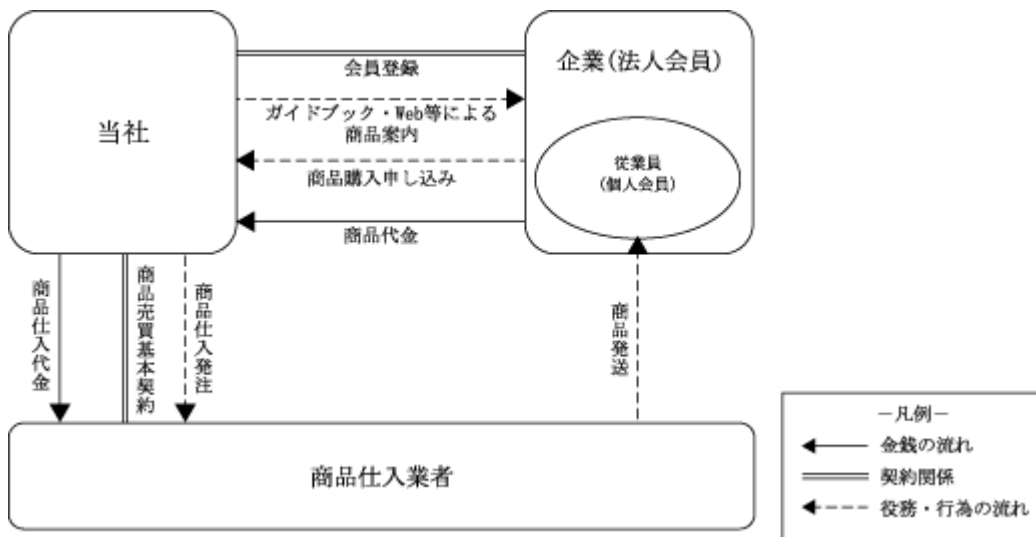 企業(法人会員)
会員登録
当社
ガイドブック・Web等による
商品案内
従業員
(個人会員)
商品購入申し込み
商品代金
商品仕入代金
商品売買基本契約
商品仕入発注
商品発送
商品仕入業者
－凡例－
金銭の流れ
契約関係
役務・行為の流れ